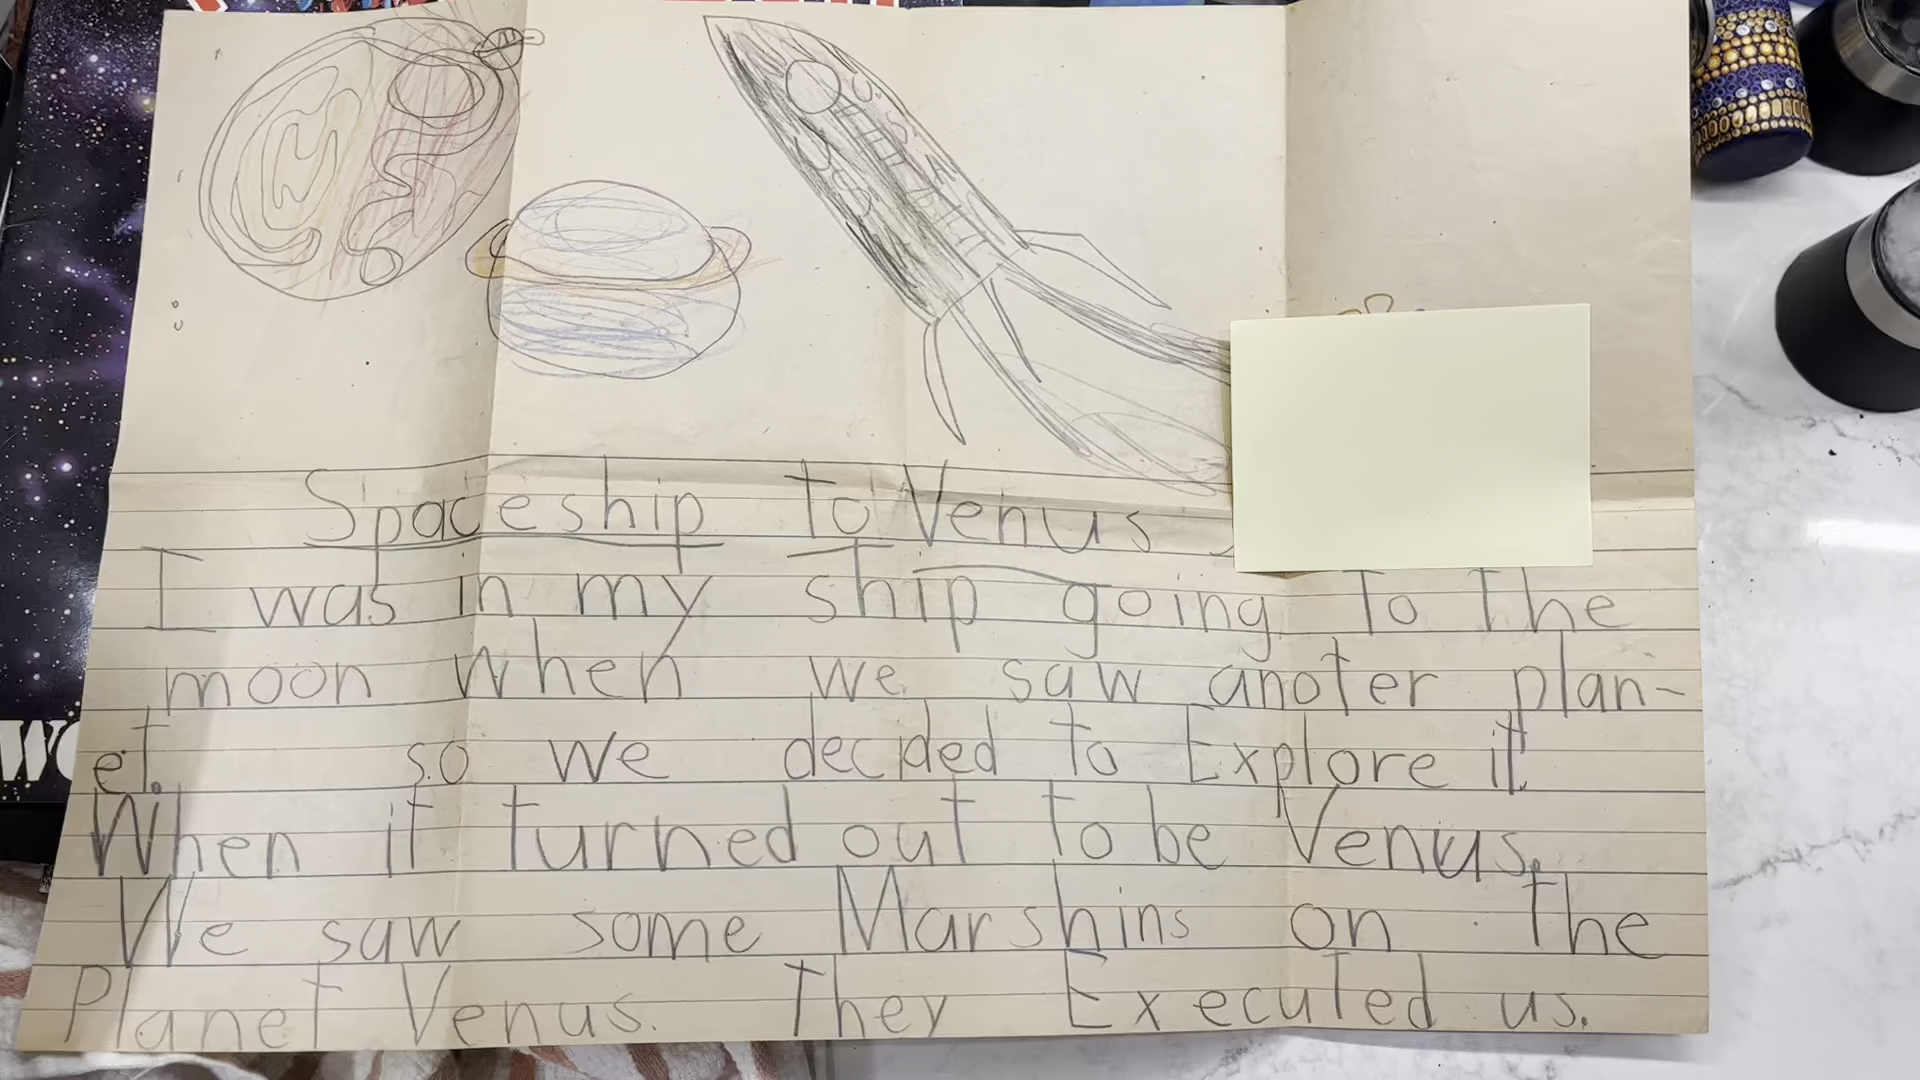 Spaceship To Venus
I was in my ship going To The
moon when we saw anoter plan-
et. so we decided to Explore it.
When it turned out to be Venus.
We saw some Marshins on The
Planet Venus. They Executed us.